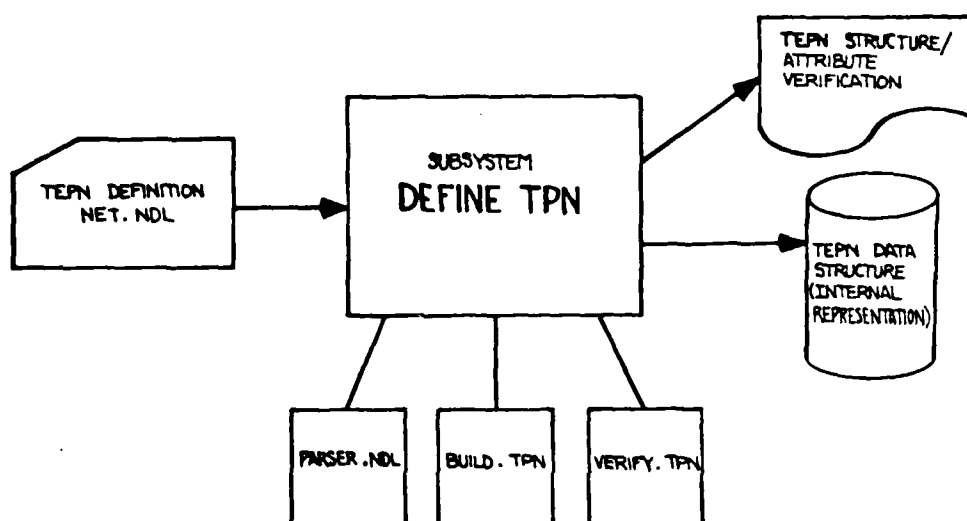 TEPN STRUCTURE/
ATTRIBUTE
VERIFICATION
SUBSYSTEM
DEFINE TPN
TEPN DEFINITION
NET.NDL
TEPN DATA
STRUCTURE
(INTERNAL
REPRESENTATION)
PARSER.NDL
BUILD.TPN
VERIFY.TPN